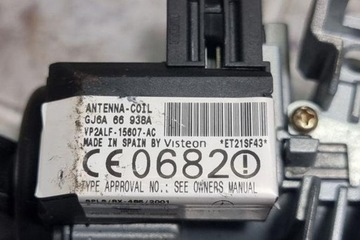 ANTENNA-COIL
GJ6A 66 938A
VP2ALF-15607-AC
MADE IN SPAIN BY Visteon *ET21SF43*
CE0682!
TYPE APPROVAL NO.: SEE OWNERS MANUAL